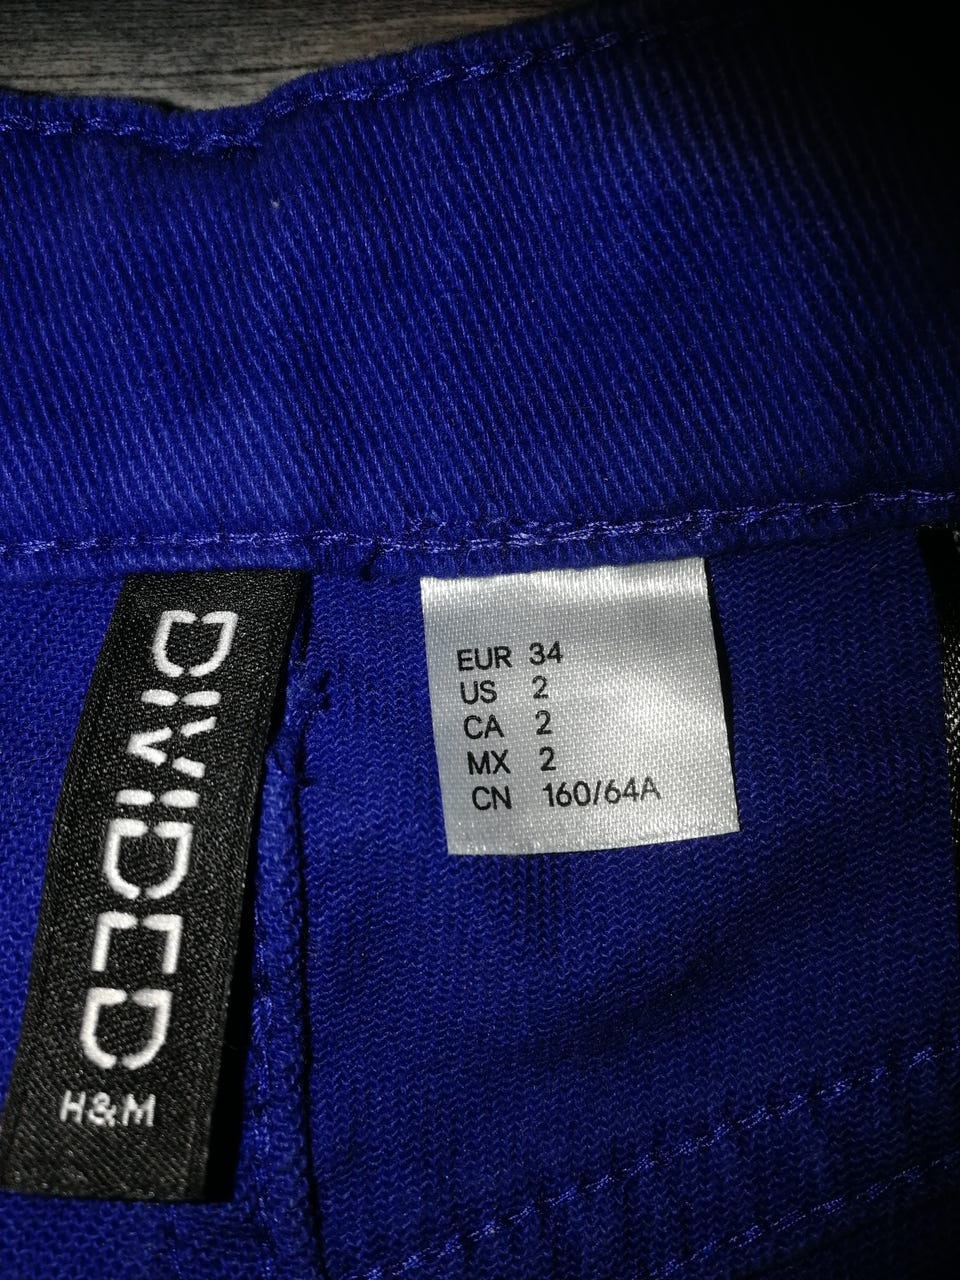 DIVIDED
H&M
EUR 34
US 2
CA 2
MX 2
CN 160/64A